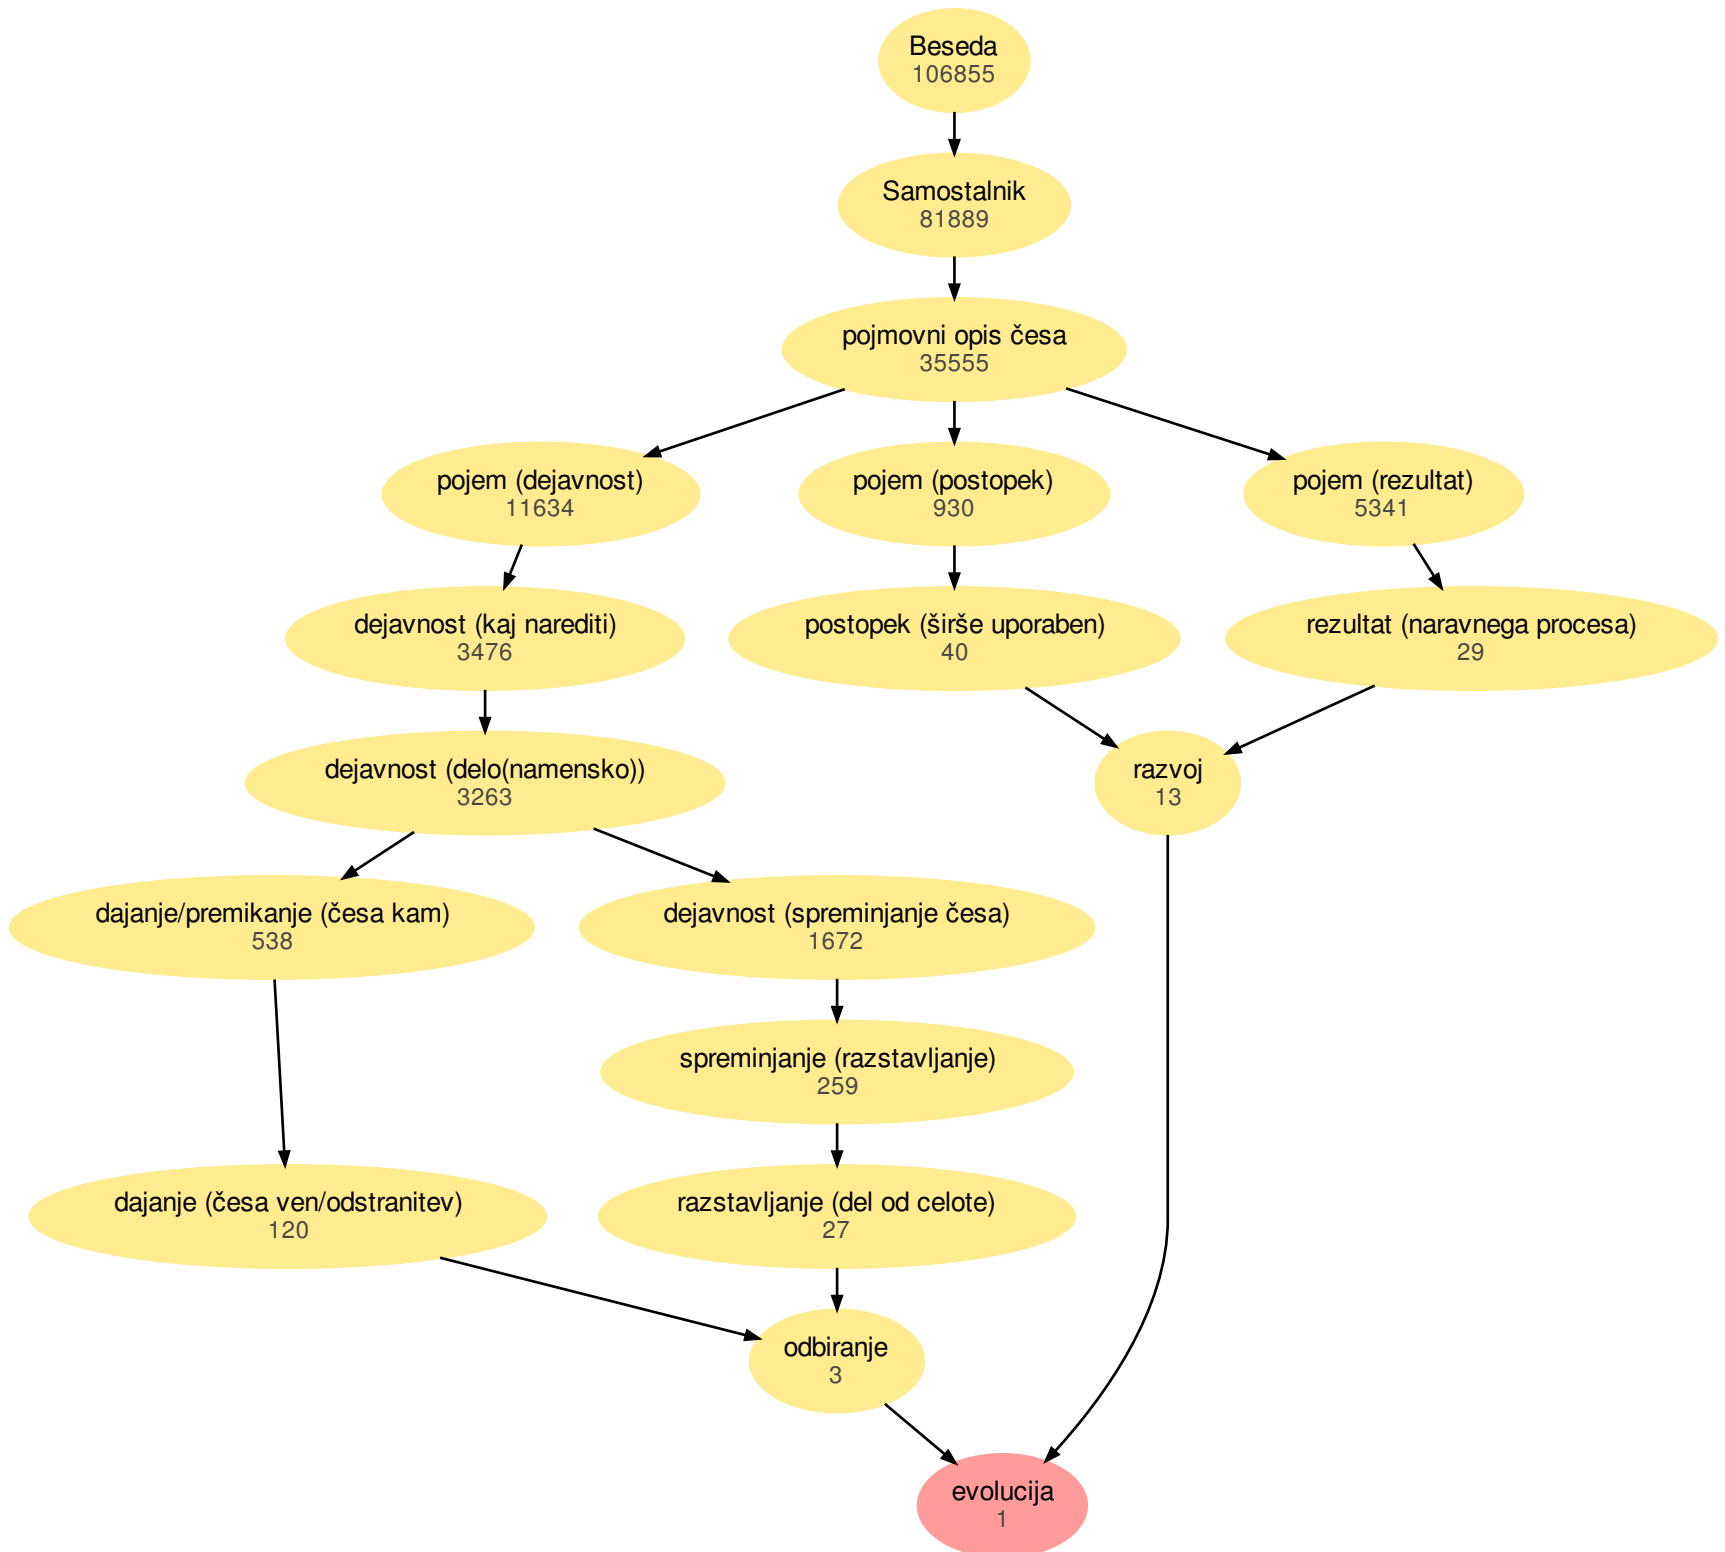 Beseda
106855
Samostalnik
81889
pojmovni opis česa
35555
pojem (dejavnost)
11634
pojem (postopek)
930
pojem (rezultat)
5341
dejavnost (kaj narediti)
3476
postopek (širše uporaben)
40
rezultat (naravnega procesa)
29
dejavnost (delo(namensko))
3263
razvoj
13
dajanje/premikanje (česa kam)
538
dejavnost (spreminjanje česa)
1672
spreminjanje (razstavljanje)
259
dajanje (česa ven/odstranitev)
120
razstavljanje (del od celote)
27
odbiranje
3
evolucija
1